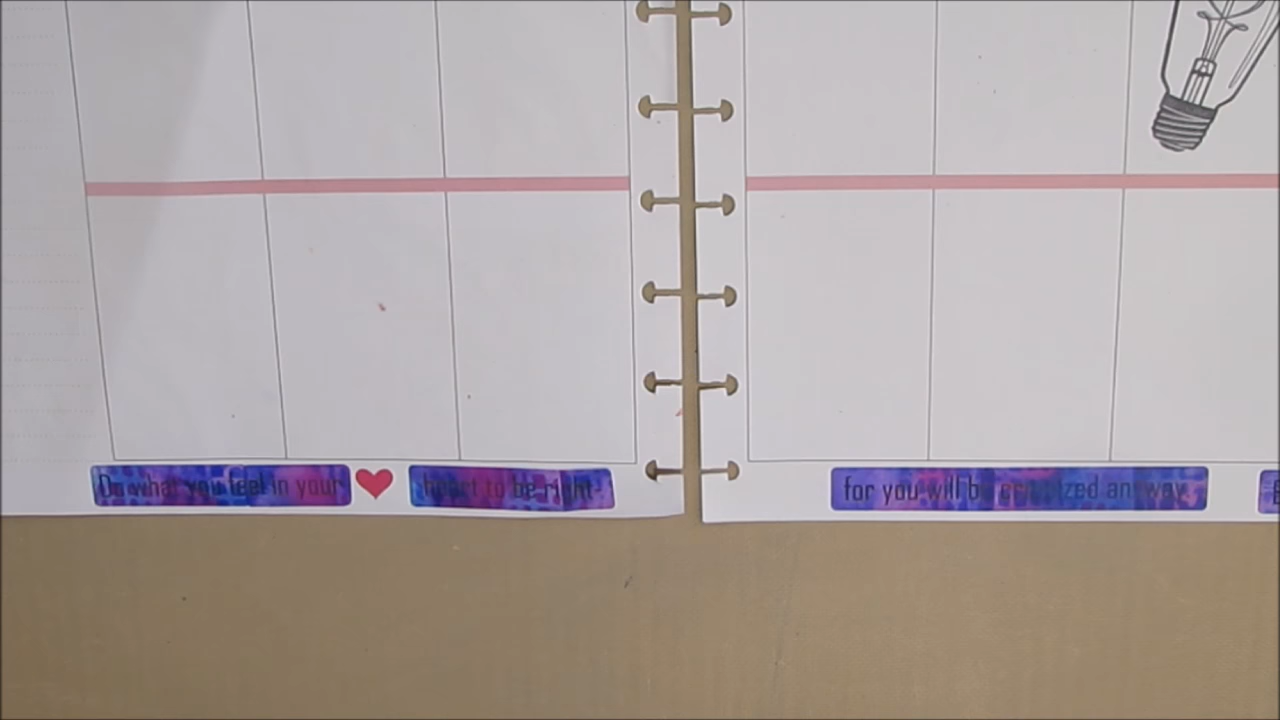 Do what you feel in your
heart to be right-
for you will be criticized anyway.